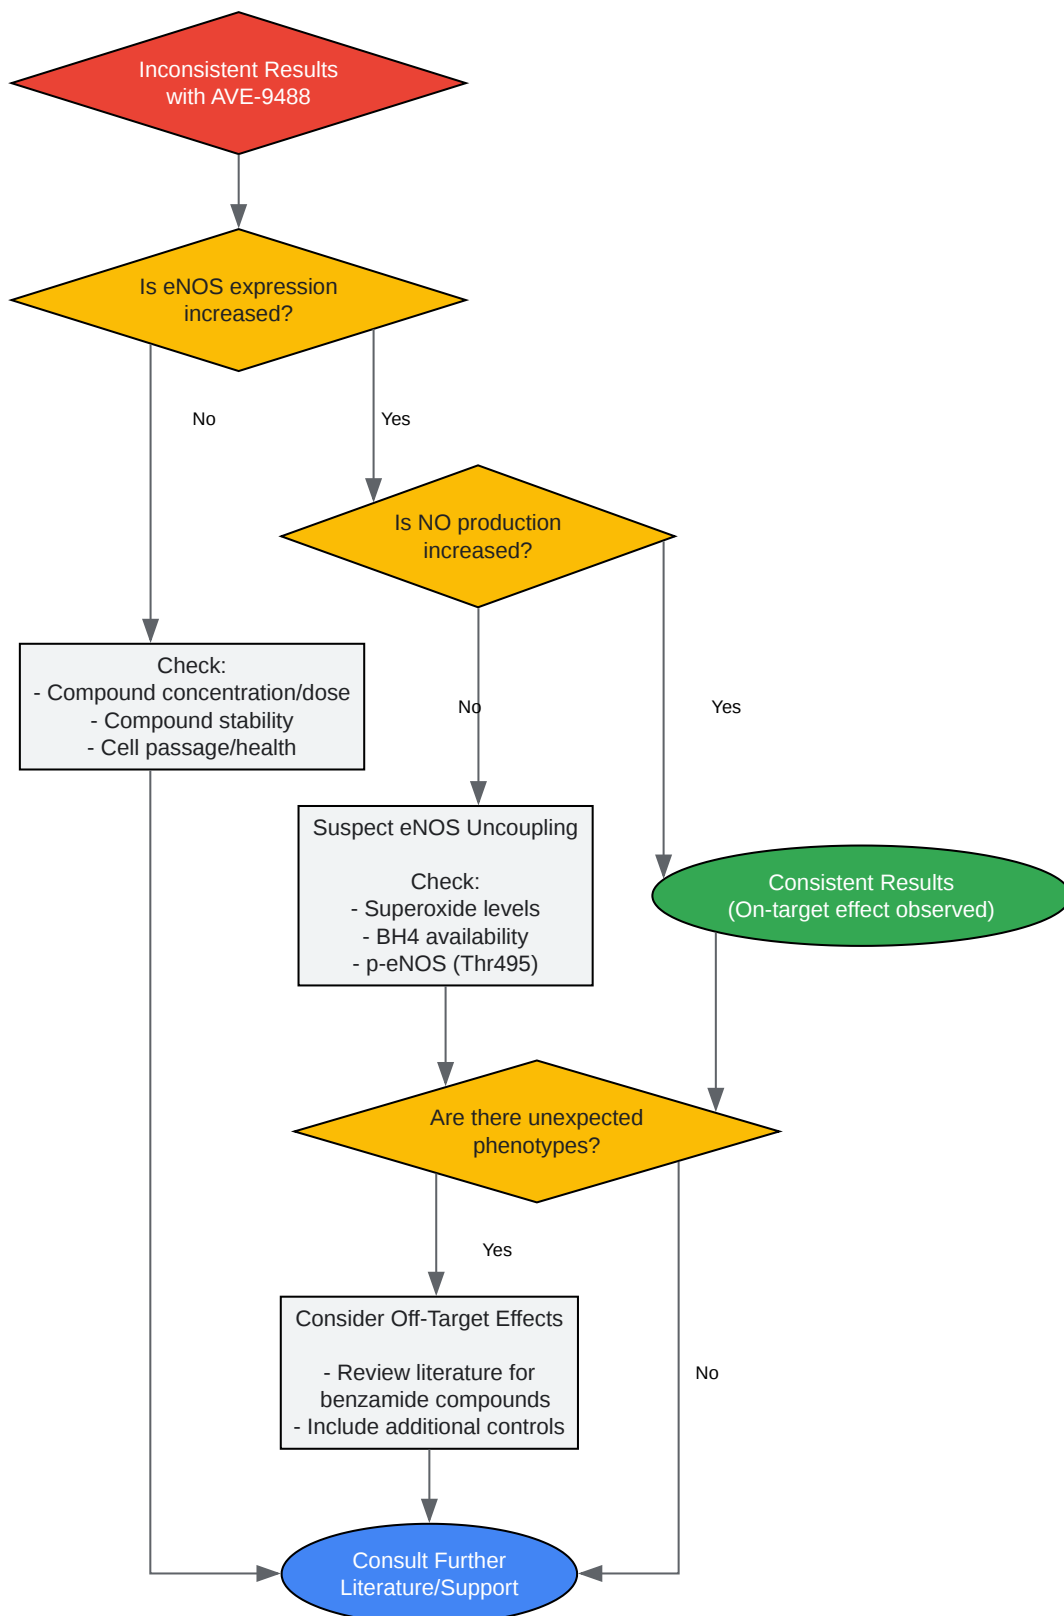 Inconsistent Results
with AVE-9488
Is eNOS expression
increased?
No
Yes
Is NO production
increased?
Check:
- Compound concentration/dose
- Compound stability
- Cell passage/health
No
Yes
Suspect eNOS Uncoupling
Check:
- Superoxide levels
- BH4 availability
- p-eNOS (Thr495)
Consistent Results
(On-target effect observed)
Are there unexpected
phenotypes?
Yes
Consider Off-Target Effects
- Review literature for
benzamide compounds
- Include additional controls
No
Consult Further
Literature/Support